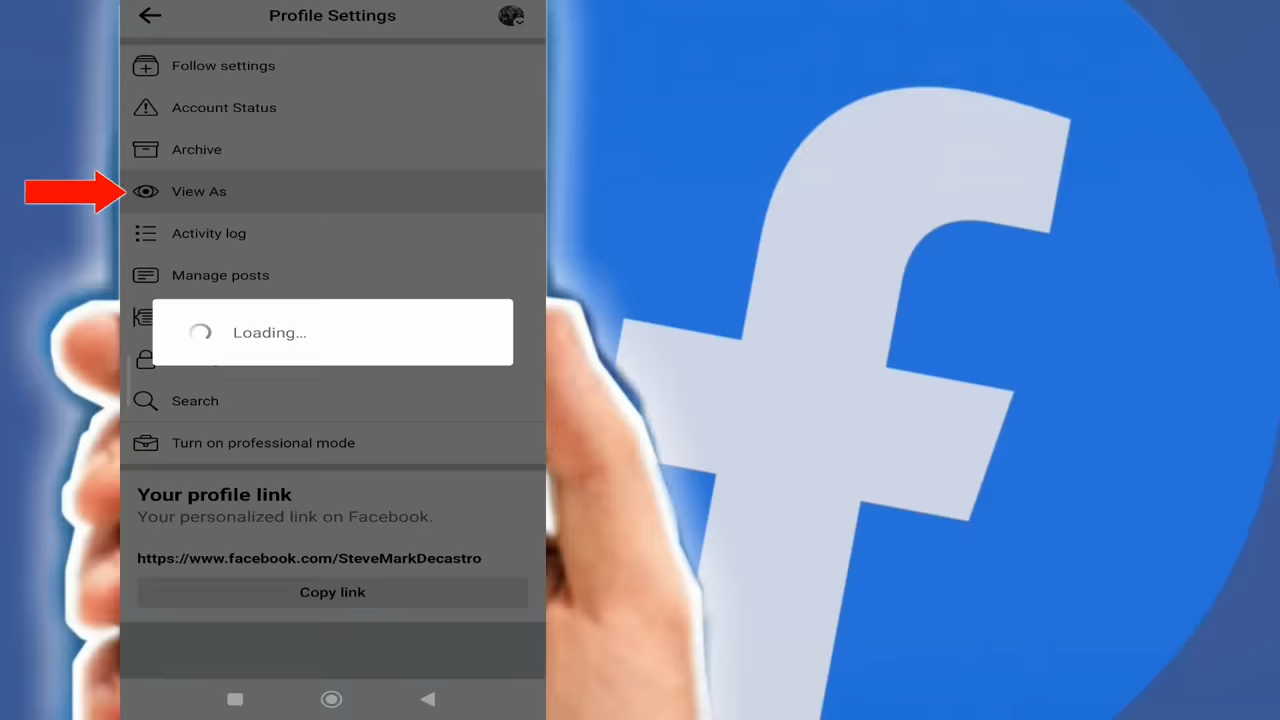 Profile Settings
Follow settings
Account Status
Archive
View As
Activity log
Manage posts
Loading...
Search
Turn on professional mode
Your profile link
Your personalized link on Facebook.
https://www.facebook.com/SteveMarkDecastro
Copy link